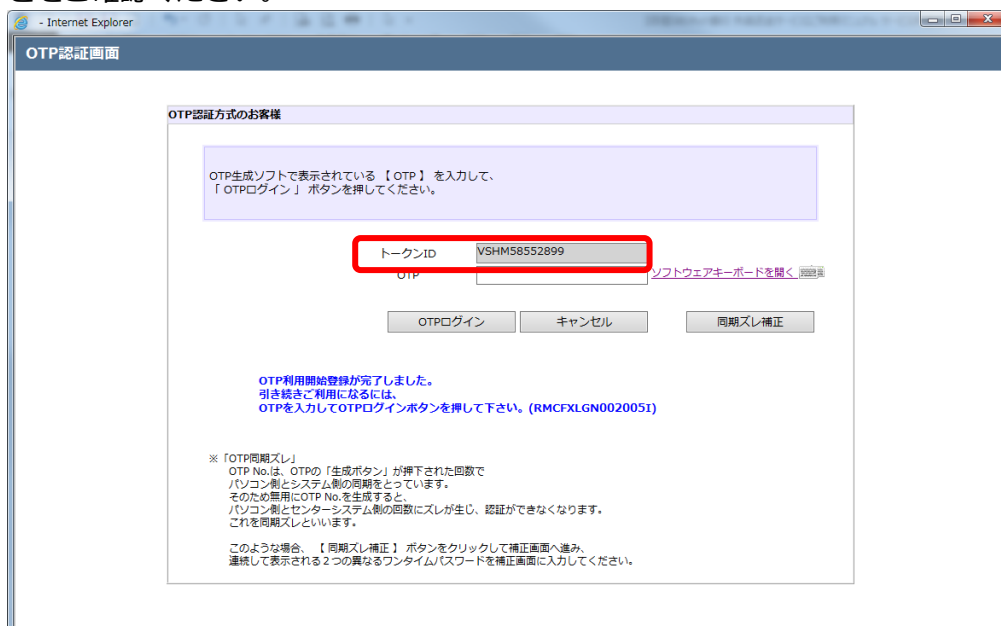 ことご確認ください。
- Internet Explorer
OTP認証画面
OTP認証方式のお客様
OTP生成ソフトで表示されている 【 OTP 】 を入力して、
「 OTPログイン 」 ボタンを押してください。
トークンID VSHM58552899
OTP ソフトウェアキーボードを開く
OTPログイン キャンセル 同期ズレ補正
OTP利用開始登録が完了しました。
引き続きご利用になるには、
OTPを入力してOTPログインボタンを押して下さい。(RMCFXLGN002005I)
※「OTP同期ズレ」
OTP No.は、OTPの「生成ボタン」が押下された回数で
パソコン側とシステム側の同期をとっています。
そのため無用にOTP No.を生成すると、
パソコン側とセンターシステム側の回数にズレが生じ、認証ができなくなります。
これを同期ズレといいます。
このような場合、 【 同期ズレ補正 】 ボタンをクリックして補正画面へ進み、
連続して表示される２つの異なるワンタイムパスワードを補正画面に入力してください。